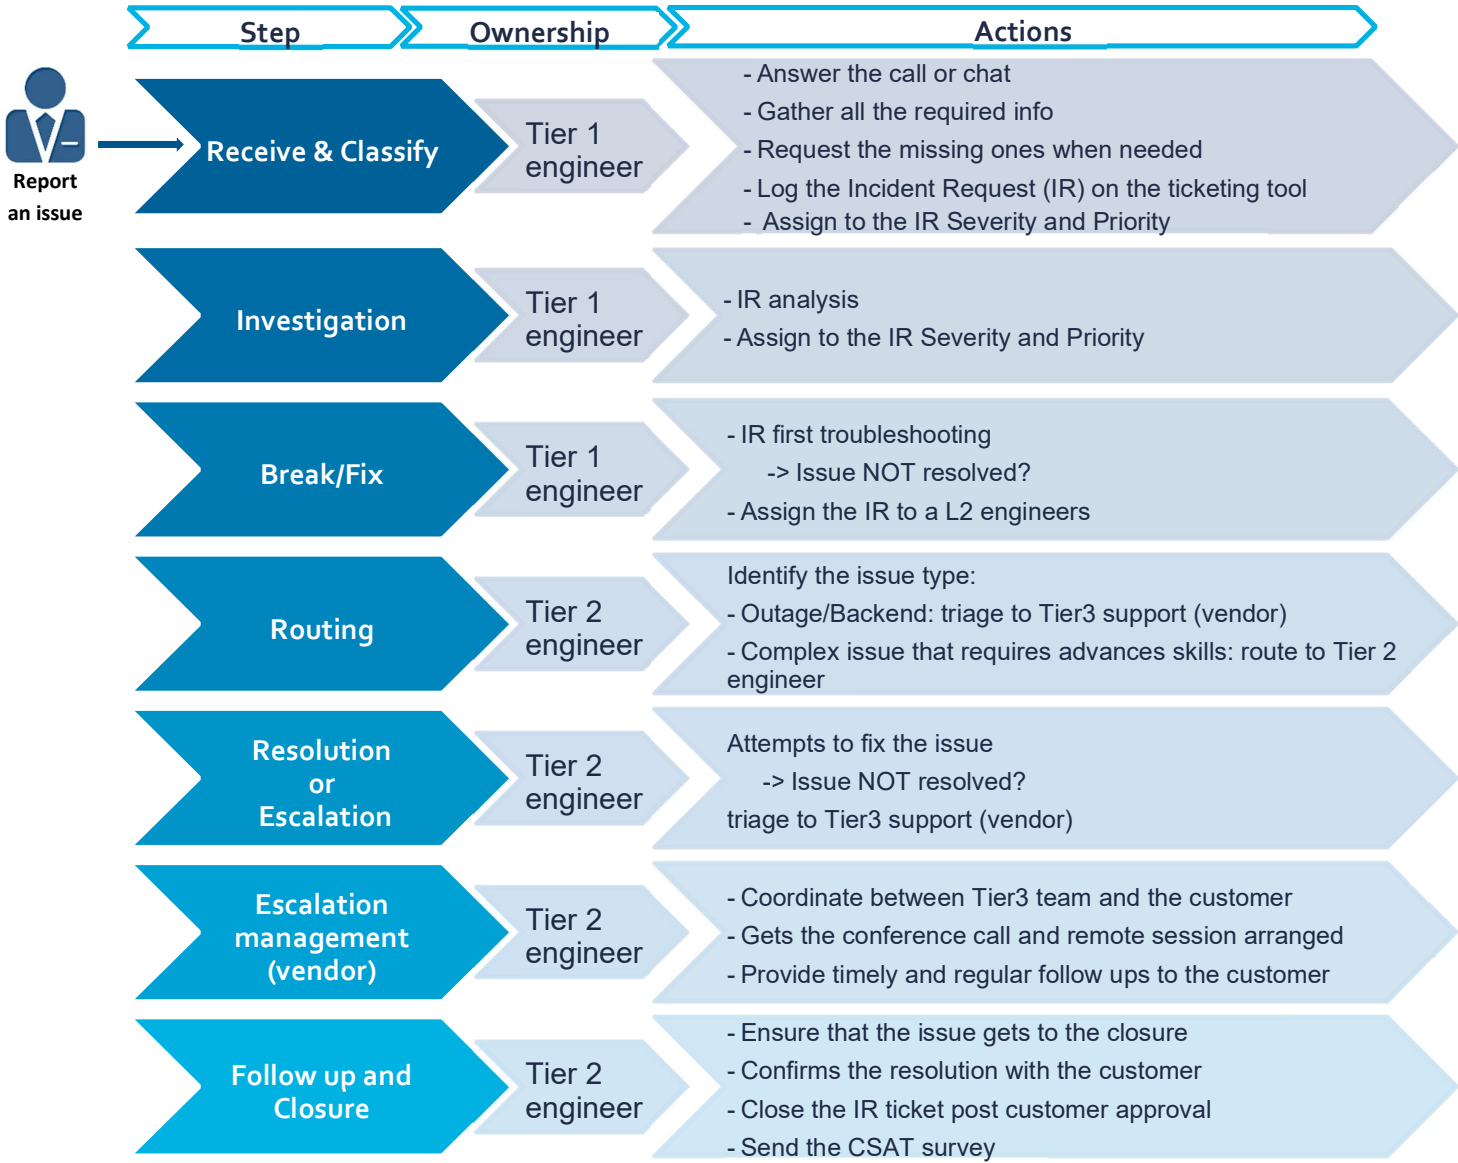 Step
Ownership
Actions
Report
an issue
Receive & Classify
Tier 1
engineer
- Answer the call or chat
- Gather all the required info
- Request the missing ones when needed
- Log the Incident Request (IR) on the ticketing tool
- Assign to the IR Severity and Priority
Investigation
Tier 1
engineer
- IR analysis
- Assign to the IR Severity and Priority
Break/Fix
Tier 1
engineer
- IR first troubleshooting
-> Issue NOT resolved?
- Assign the IR to a L2 engineers
Routing
Tier 2
engineer
Identify the issue type:
- Outage/Backend: triage to Tier3 support (vendor)
- Complex issue that requires advances skills: route to Tier 2
engineer
Resolution
or
Escalation
Tier 2
engineer
Attempts to fix the issue
-> Issue NOT resolved?
triage to Tier3 support (vendor)
Escalation
management
(vendor)
Tier 2
engineer
- Coordinate between Tier3 team and the customer
- Gets the conference call and remote session arranged
- Provide timely and regular follow ups to the customer
Follow up and
Closure
Tier 2
engineer
- Ensure that the issue gets to the closure
- Confirms the resolution with the customer
- Close the IR ticket post customer approval
- Send the CSAT survey